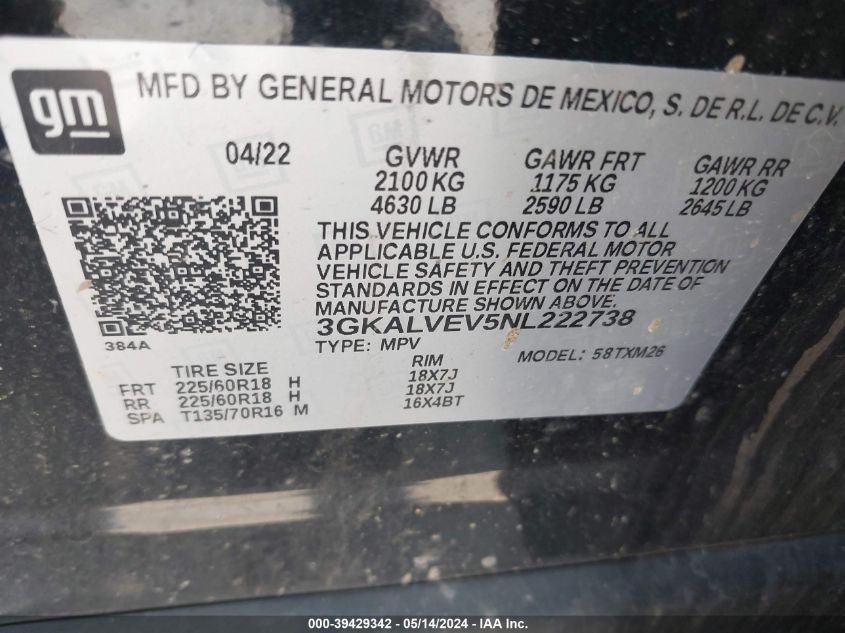 gm
MFD BY GENERAL MOTORS DE MEXICO, S. DE R.L. DE C.V.
04/22 GVWR GAWR FRT GAWR RR
2100 KG 1175 KG 1200 KG
4630 LB 2590 LB 2645 LB
THIS VEHICLE CONFORMS TO ALL
APPLICABLE U.S. FEDERAL MOTOR
VEHICLE SAFETY AND THEFT PREVENTION
STANDARDS IN EFFECT ON THE DATE OF
MANUFACTURE SHOWN ABOVE.
3GKALVEV5NL222738
384A
TYPE: MPV MODEL: 58TXM26
TIRE SIZE RIM
FRT 225/60R18 H 18X7J
RR 225/60R18 H 18X7J
SPA T135/70R16 M 16X4BT
000-39429342 / 05/14/2024 - IAA Inc.